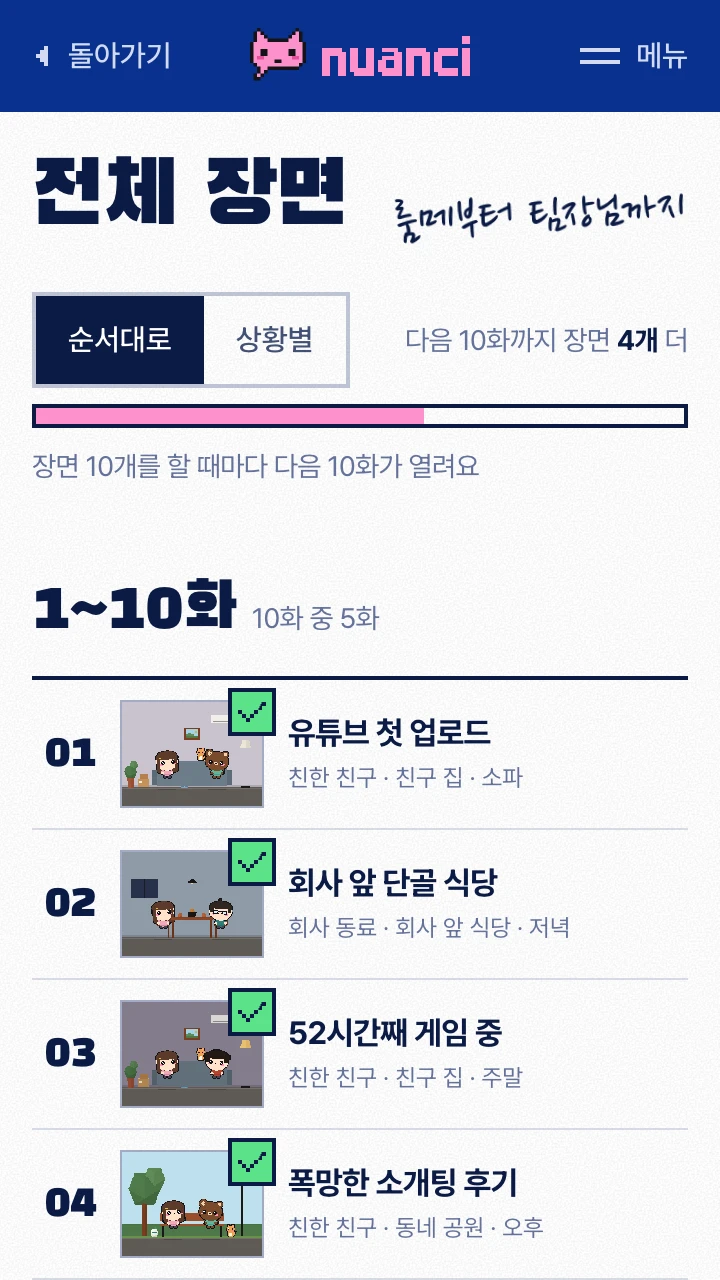 돌아가기
nuanci
메뉴
전체 장면
룸메부터 팀장님까지
순서대로
상황별
다음 10화까지 장면 4개 더
장면 10개를 할 때마다 다음 10화가 열려요
1~10화 10화 중 5화
01
유튜브 첫 업로드
친한 친구 · 친구 집 · 소파
02
회사 앞 단골 식당
회사 동료 · 회사 앞 식당 · 저녁
03
52시간째 게임 중
친한 친구 · 친구 집 · 주말
04
폭망한 소개팅 후기
친한 친구 · 동네 공원 · 오후